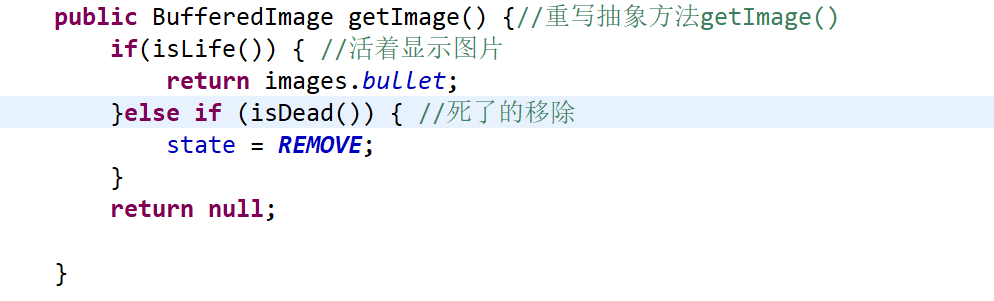 public BufferedImage getImage() {//重写抽象方法getImage()
if(isLife()) { //活着显示图片
return images.bullet;
}else if (isDead()) { //死了的移除
state = REMOVE;
}
return null;
}